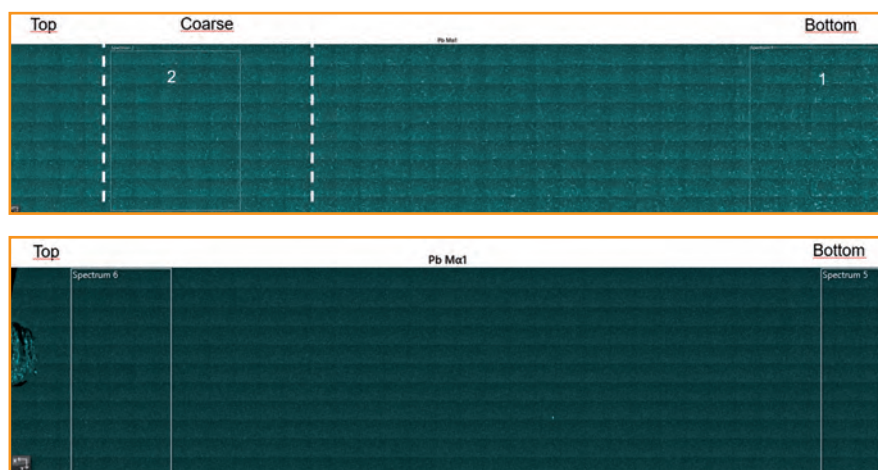 Top Coarse Bottom
Pb Mα1
2 1
Top Bottom
Pb Mα1
Spectrum 6 Spectrum 5